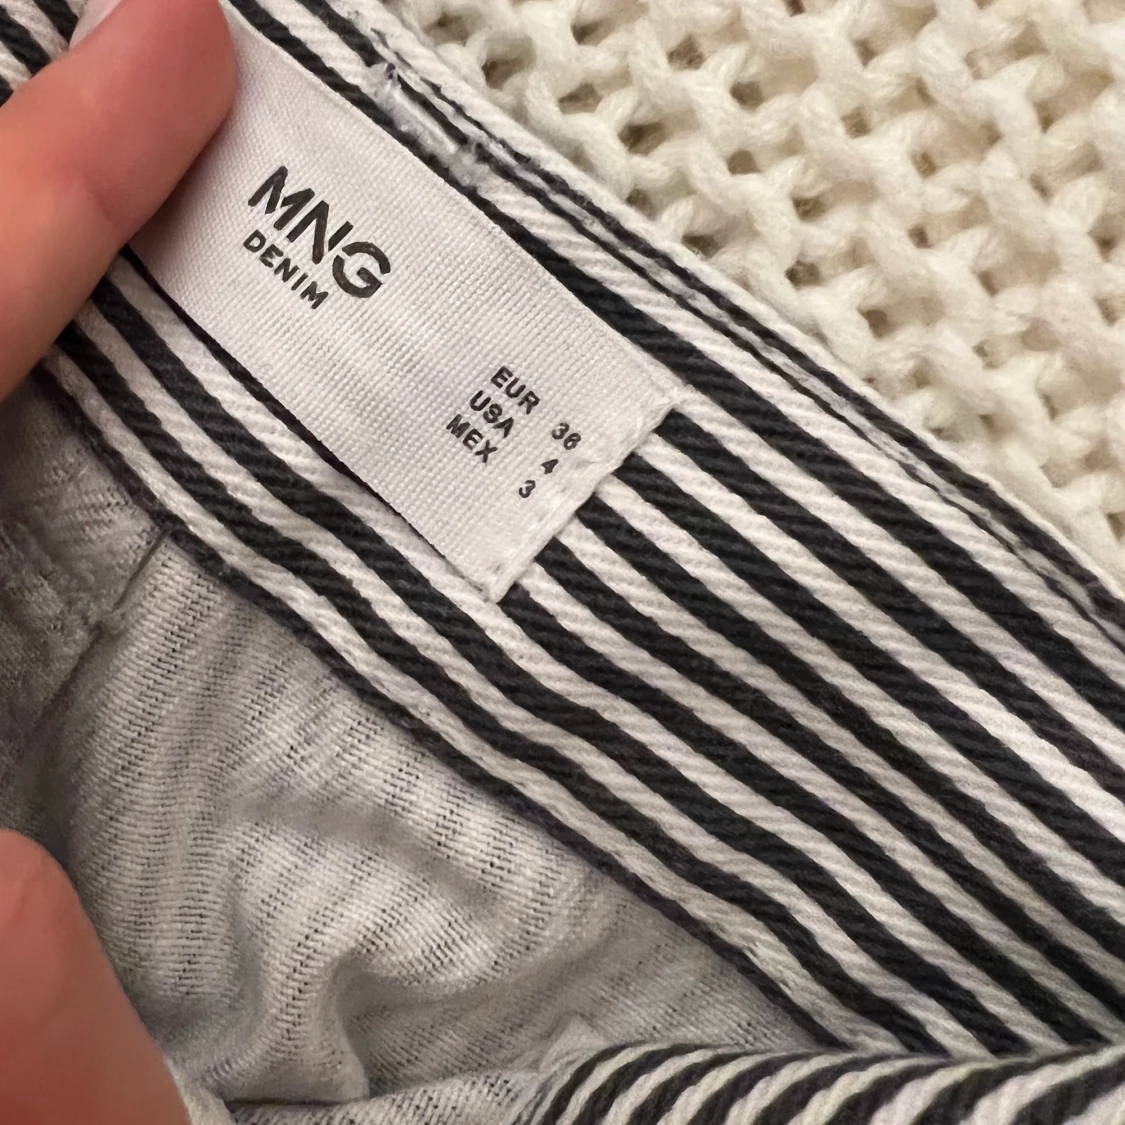 MNG
DENIM
EUR 36
USA 4
MEX 3